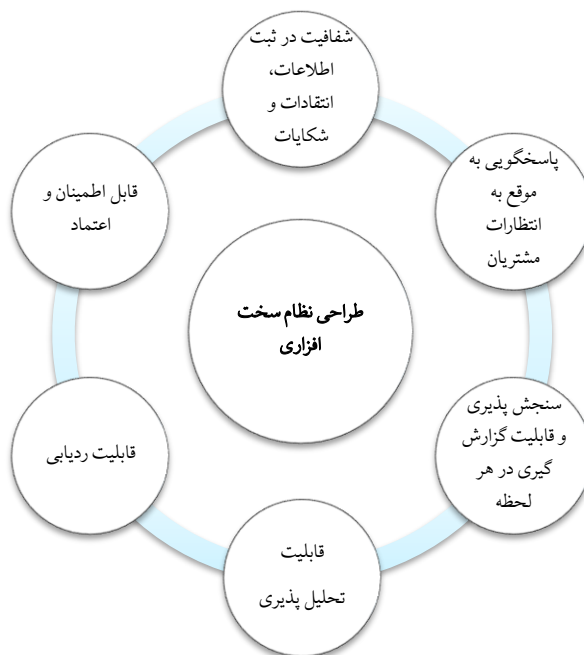 شفافیت در ثبت
اطلاعات،
انتقادات و
شکایات
پاسخگویی به
موقع به
انتظارات
مشتریان
سنجش پذیری
و قابلیت گزارش
گیری در هر
لحظه
قابلیت
تحلیل پذیری
قابلیت ردیابی
قابل اطمینان و
اعتماد
طراحی نظام سخت
افزاری